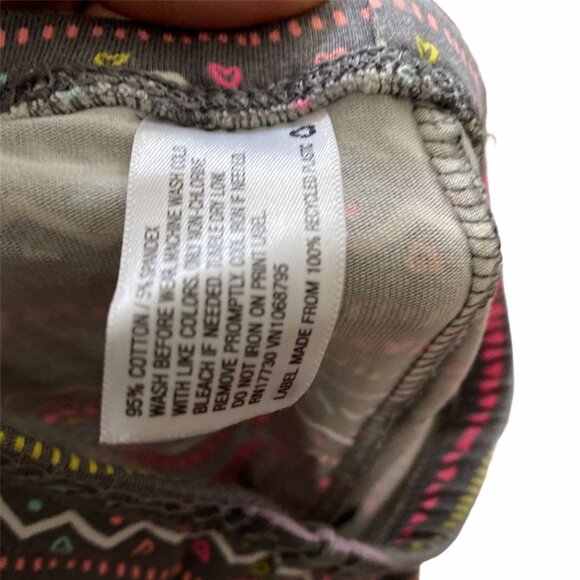 95% COTTON / 5% SPANDEX
WASH BEFORE WEAR, MACHINE WASH COLD
WITH LIKE COLORS. ONLY NON-CHLORINE
BLEACH IF NEEDED. TUMBLE DRY LOW.
REMOVE PROMPTLY. COOL IRON IF NEEDED.
DO NOT IRON ON PRINT/LABEL.
RN17730 VN1068795
LABEL MADE FROM 100% RECYCLED PLASTIC